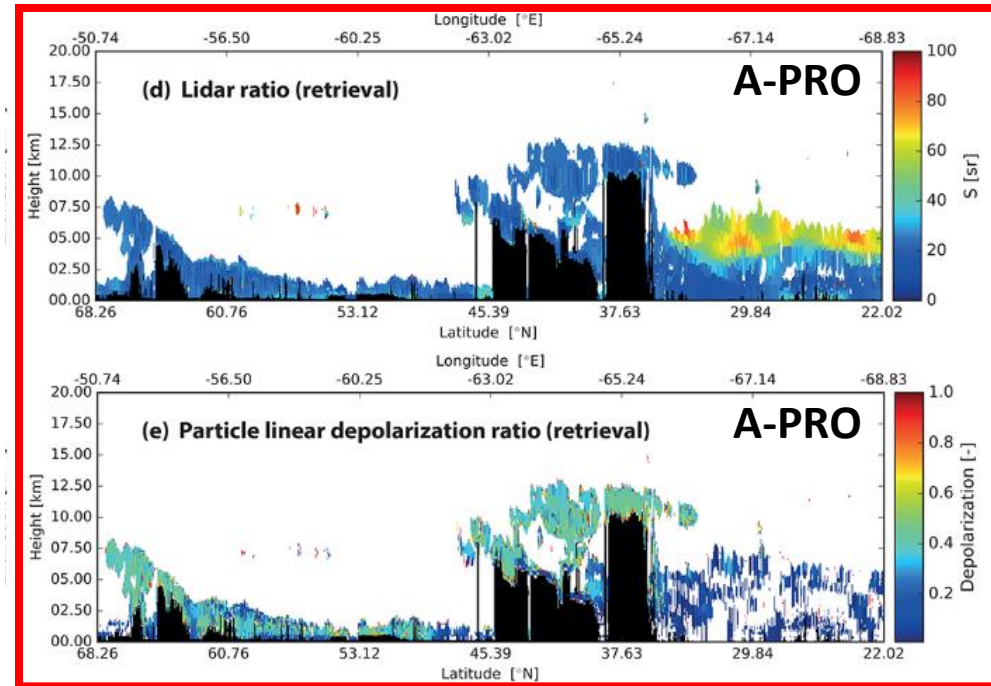 Longitude [°E]
-50.74 -56.50 -60.25 -63.02 -65.24 -67.14 -68.83
(d) Lidar ratio (retrieval) A-PRO
20.00
17.50
15.00
12.50
10.00
07.50
05.00
02.50
00.00
Height [km]
100
80
60
40
20
0
S [sr]
68.26 60.76 53.12 45.39 37.63 29.84 22.02
Latitude [°N]
Longitude [°E]
-50.74 -56.50 -60.25 -63.02 -65.24 -67.14 -68.83
(e) Particle linear depolarization ratio (retrieval) A-PRO
20.00
17.50
15.00
12.50
10.00
07.50
05.00
02.50
00.00
Height [km]
1.0
0.8
0.6
0.4
0.2
Depolarization [-]
68.26 60.76 53.12 45.39 37.63 29.84 22.02
Latitude [°N]